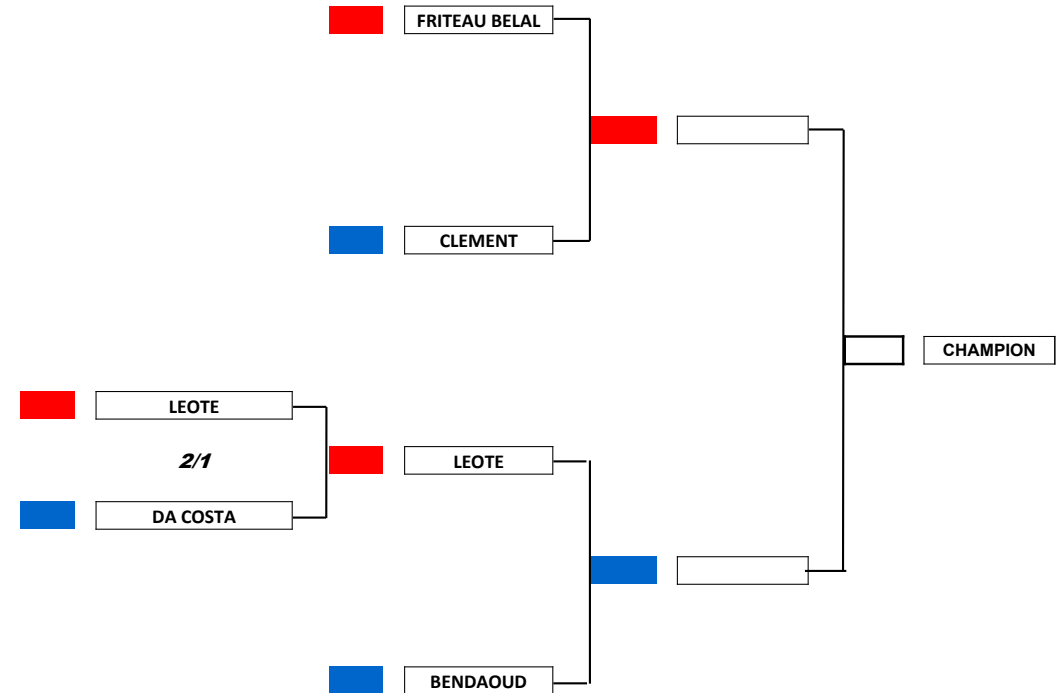 FRITEAU BELAL
CLEMENT
CHAMPION
LEOTE
2/1
LEOTE
DA COSTA
BENDAOUD